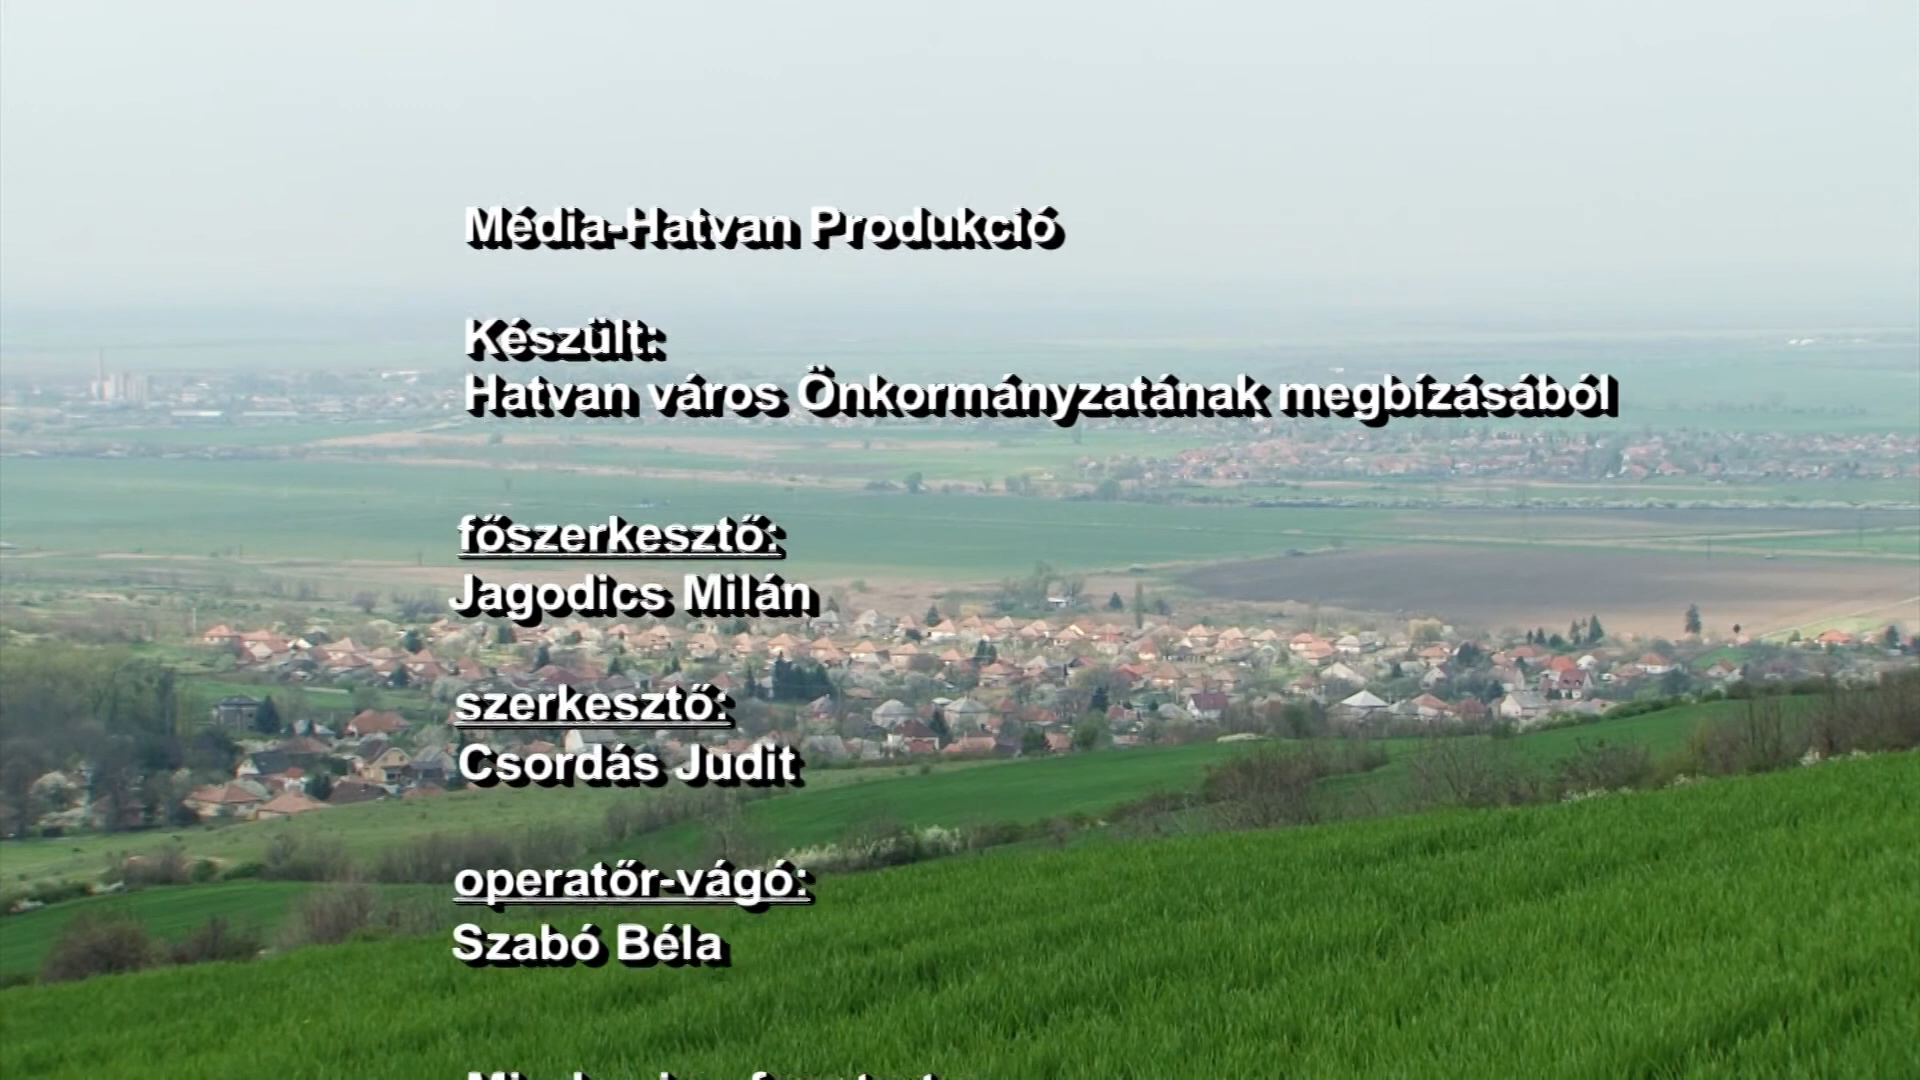 Média-Hatvan Produkció
Készült:
Hatvan város Önkormányzatának megbízásából
főszerkesztő:
Jagodics Milán
szerkesztő:
Csordás Judit
operatőr-vágó:
Szabó Béla